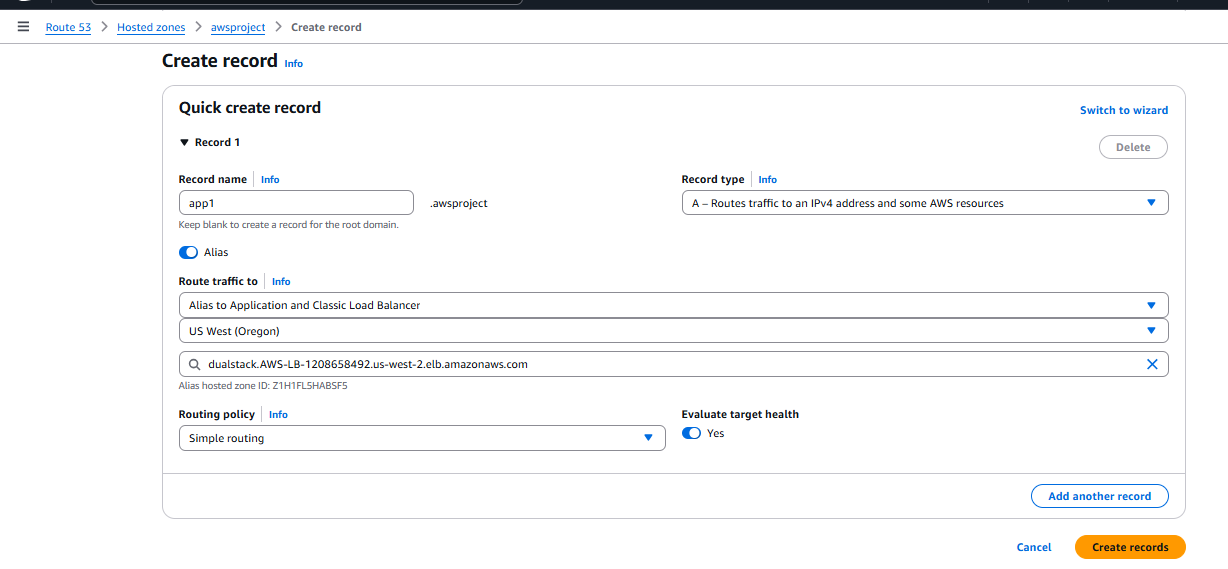 Route 53 > Hosted zones > awsproject > Create record
Create record Info
Quick create record
Switch to wizard
Record 1
Delete
Record name Info
Record type Info
app1
.awsproject
A – Routes traffic to an IPv4 address and some AWS resources
Keep blank to create a record for the root domain.
Alias
Route traffic to Info
Alias to Application and Classic Load Balancer
US West (Oregon)
dualstack.AWS-LB-1208658492.us-west-2.elb.amazonaws.com
Alias hosted zone ID: Z1H1FL5HABSF5
Routing policy Info
Evaluate target health
Simple routing
Yes
Add another record
Cancel
Create records